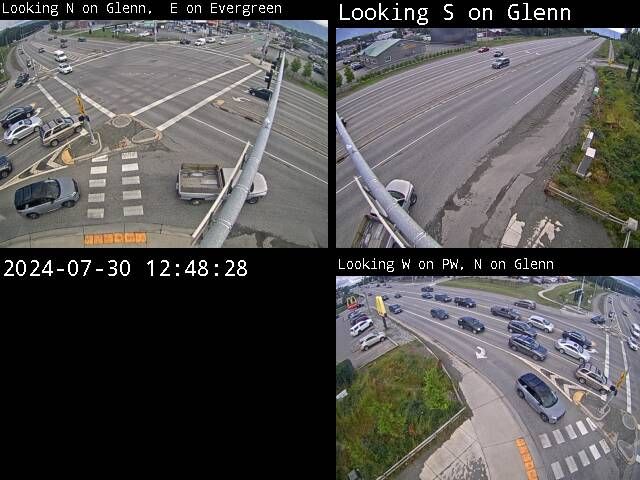 Looking N on Glenn, E on Evergreen
Looking S on Glenn
2024-07-30 12:48:28
Looking W on PW, N on Glenn